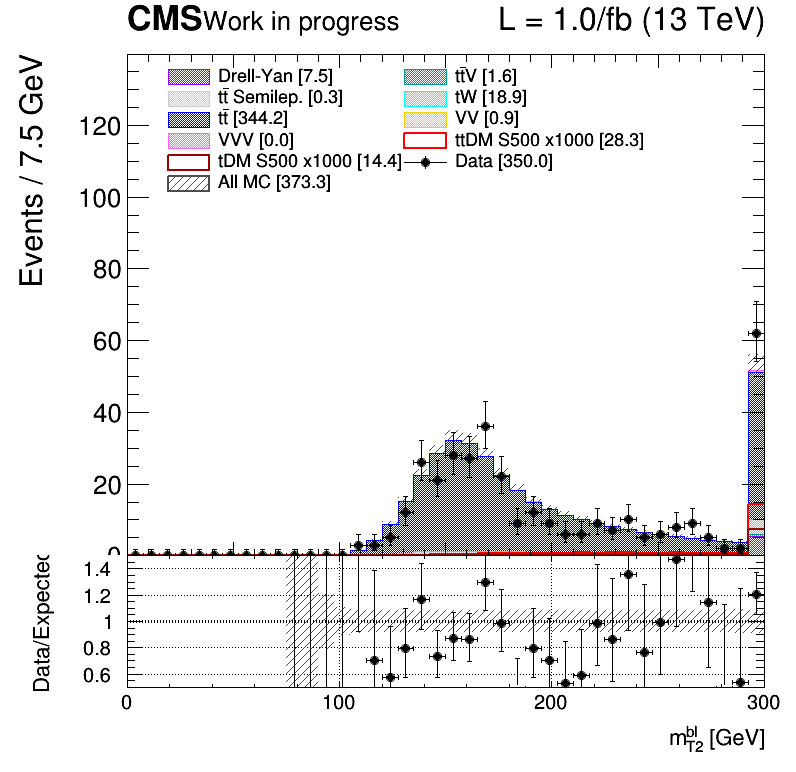 CMS Work in progress L = 1.0/fb (13 TeV)
Drell-Yan [7.5] tt̄V [1.6]
tt̄ Semilep. [0.3] tW [18.9]
tt̄ [344.2] VV [0.9]
VVV [0.0] ttDM S500 x1000 [28.3]
tDM S500 x1000 [14.4] Data [350.0]
All MC [373.3]
Events / 7.5 GeV
120
100
80
60
40
20
0
Data/Expected
1.4
1.2
1
0.8
0.6
0 100 200 300
m_{T2}^{bl} [GeV]